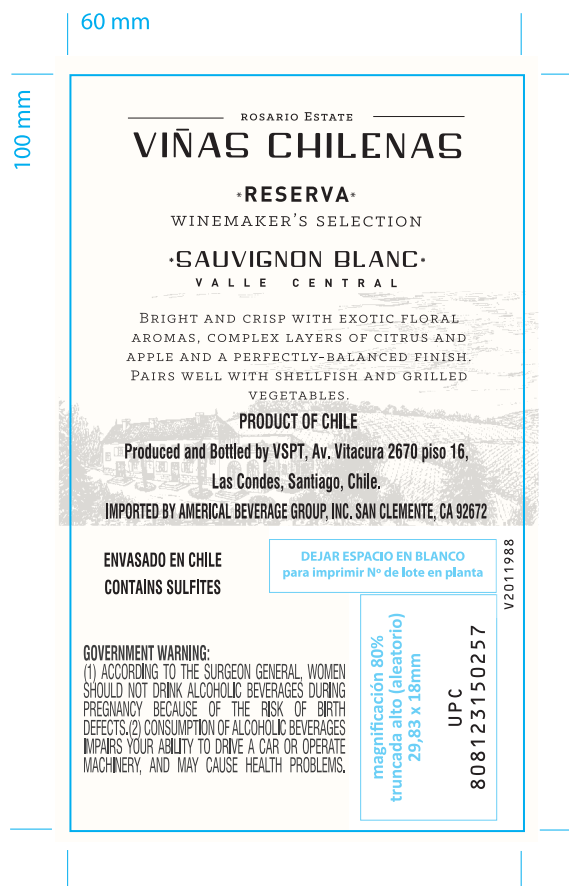 60 mm
100 mm
ROSARIO ESTATE
VIÑAS CHILENAS
*RESERVA*
WINEMAKER'S SELECTION
·SAUVIGNON BLANC·
VALLE CENTRAL
BRIGHT AND CRISP WITH EXOTIC FLORAL
AROMAS, COMPLEX LAYERS OF CITRUS AND
APPLE AND A PERFECTLY-BALANCED FINISH.
PAIRS WELL WITH SHELLFISH AND GRILLED
VEGETABLES.
PRODUCT OF CHILE
Produced and Bottled by VSPT, Av. Vitacura 2670 piso 16,
Las Condes, Santiago, Chile.
IMPORTED BY AMERICAL BEVERAGE GROUP, INC. SAN CLEMENTE, CA 92672
ENVASADO EN CHILE
CONTAINS SULFITES
DEJAR ESPACIO EN BLANCO
para imprimir Nº de lote en planta
V2011988
GOVERNMENT WARNING:
(1) ACCORDING TO THE SURGEON GENERAL, WOMEN
SHOULD NOT DRINK ALCOHOLIC BEVERAGES DURING
PREGNANCY BECAUSE OF THE RISK OF BIRTH
DEFECTS.(2) CONSUMPTION OF ALCOHOLIC BEVERAGES
IMPAIRS YOUR ABILITY TO DRIVE A CAR OR OPERATE
MACHINERY, AND MAY CAUSE HEALTH PROBLEMS.
magnificación 80%
truncada alto (aleatorio)
29,83 x 18mm
UPC
808123150257